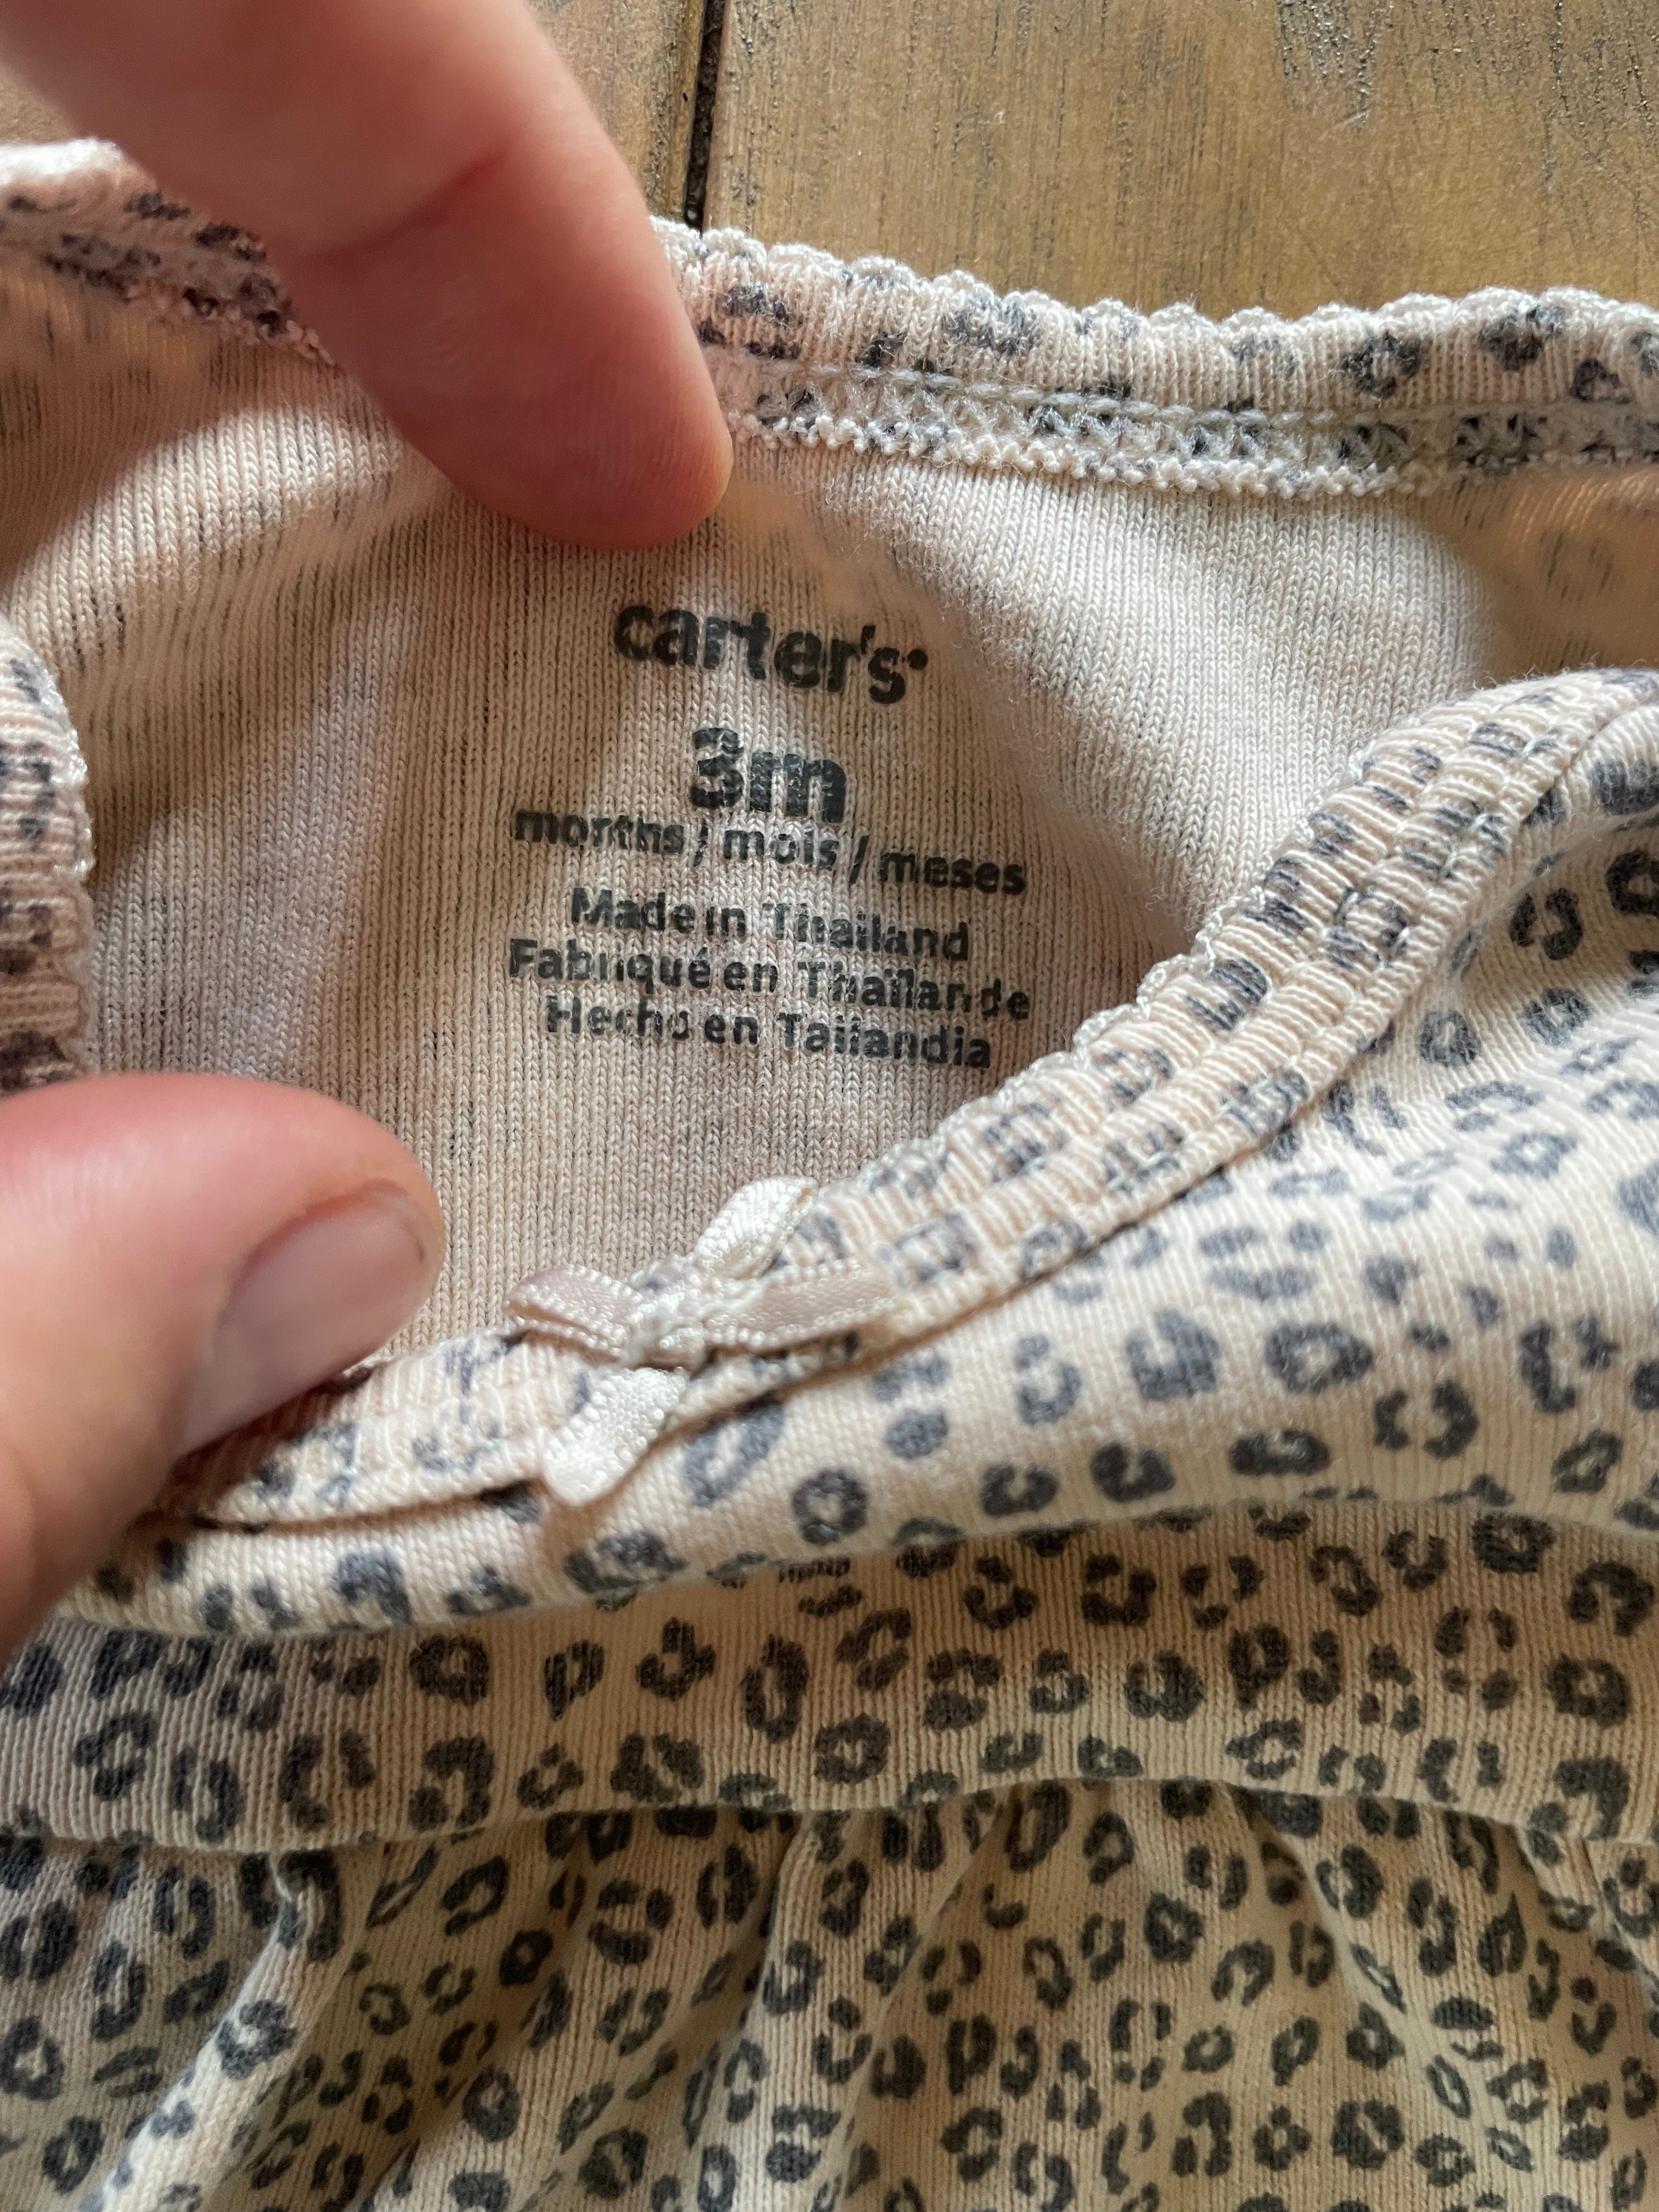 carter's
3m
months / mois / meses
Made in Thailand
Fabriqué en Thaïlande
Hecho en Tailandia